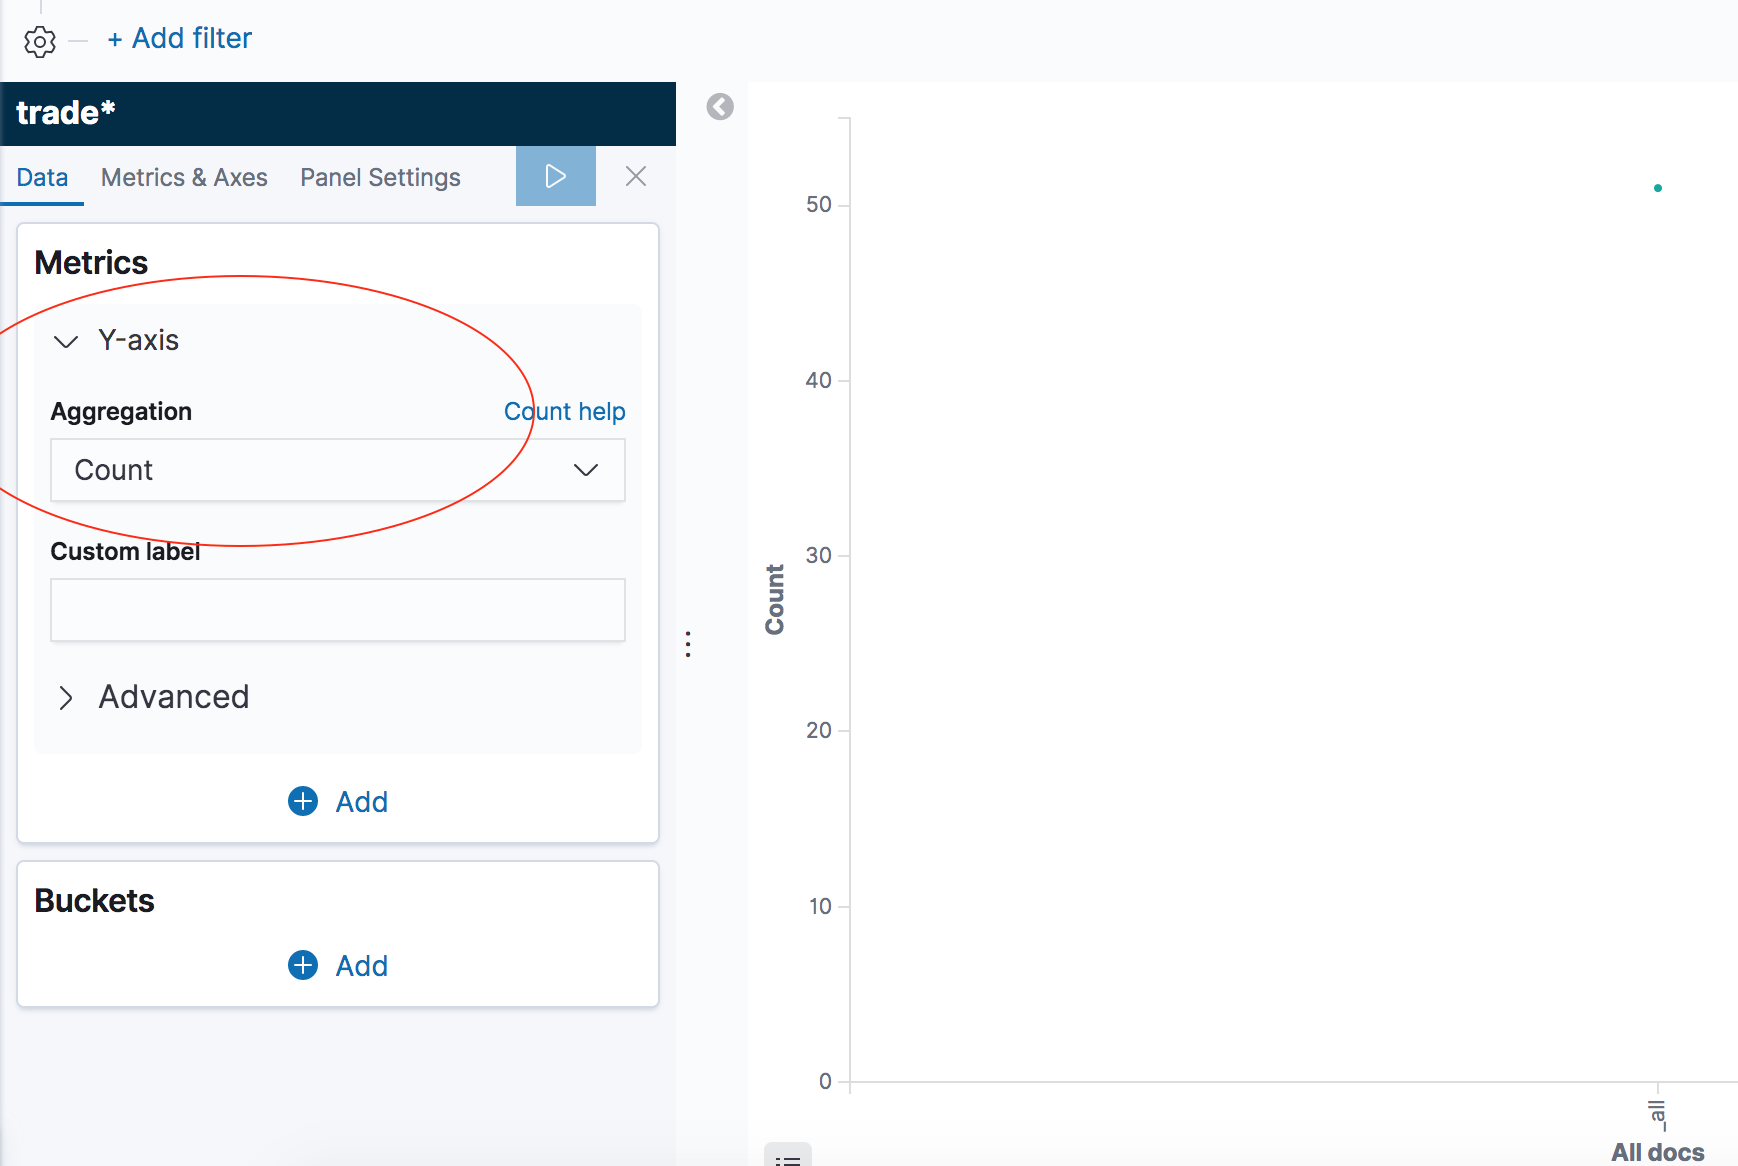 + Add filter
trade*
Data Metrics & Axes Panel Settings
Metrics
Y-axis
Aggregation Count help
Count
Custom label
Advanced
Add
Buckets
Add
50
40
30
20
10
0
Count
_all
All docs